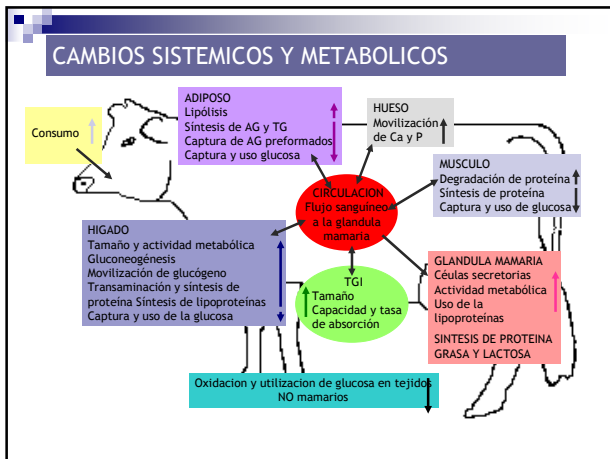 CAMBIOS SISTEMICOS Y METABOLICOS
Consumo
ADIPOSO
Lipólisis
Síntesis de AG y TG
Captura de AG preformados
Captura y uso glucosa
HUESO
Movilización
de Ca y P
MUSCULO
Degradación de proteína
Síntesis de proteína
Captura y uso de glucosa
CIRCULACION
Flujo sanguíneo
a la glandula
mamaria
HIGADO
Tamaño y actividad metabólica
Gluconeogénesis
Movilización de glucógeno
Transaminación y síntesis de
proteína Síntesis de lipoproteínas
Captura y uso de la glucosa
TGI
Tamaño
Capacidad y tasa
de absorción
GLANDULA MAMARIA
Células secretorias
Actividad metabólica
Uso de la
lipoproteínas
SINTESIS DE PROTEINA
GRASA Y LACTOSA
Oxidacion y utilizacion de glucosa en tejidos
NO mamarios